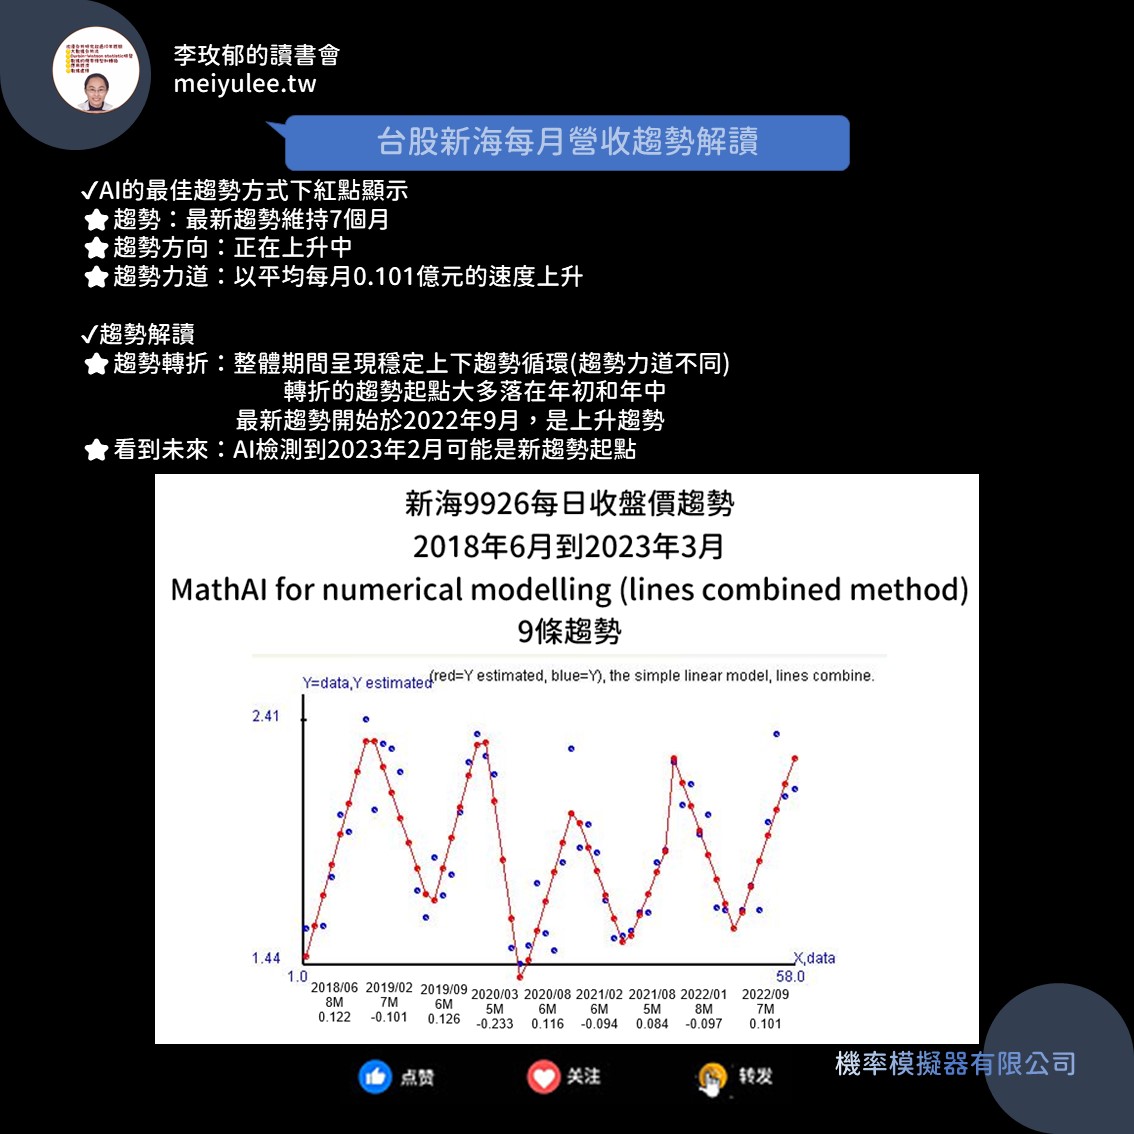 李玫郁的讀書會
meiyulee.tw
台股新海每月營收趨勢解讀
✓AI的最佳趨勢方式下紅點顯示
★趨勢：最新趨勢維持7個月
★趨勢方向：正在上升中
★趨勢力道：以平均每月0.101億元的速度上升
✓趨勢解讀
★趨勢轉折：整體期間呈現穩定上下趨勢循環(趨勢力道不同)
轉折的趨勢起點大多落在年初和年中
最新趨勢開始於2022年9月，是上升趨勢
★看到未來：AI檢測到2023年2月可能是新趨勢起點
新海9926每日收盤價趨勢
2018年6月到2023年3月
MathAI for numerical modelling (lines combined method)
9條趨勢
Y=data,Y estimated (red=Y estimated, blue=Y), the simple linear model, lines combine.
2.41
1.44
X,data
1.0 58.0
2018/06 2019/02 2019/09 2020/03 2020/08 2021/02 2021/08 2022/01 2022/09
8M 7M 6M 5M 6M 6M 5M 8M 7M
0.122 -0.101 0.126 -0.233 0.116 -0.094 0.084 -0.097 0.101
機率模擬器有限公司
点赞 关注 转发